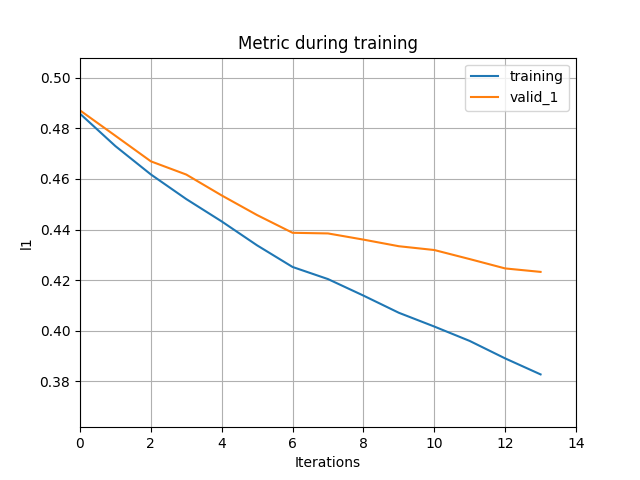 Metric during training
training
valid_1
l1
0.50
0.48
0.46
0.44
0.42
0.40
0.38
0 2 4 6 8 10 12 14
Iterations